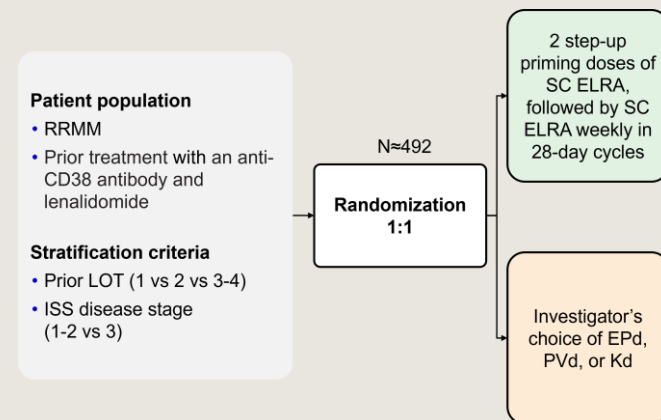 Patient population
• RRMM
• Prior treatment with an anti-
CD38 antibody and
lenalidomide
Stratification criteria
• Prior LOT (1 vs 2 vs 3-4)
• ISS disease stage
(1-2 vs 3)
N≈492
Randomization
1:1
2 step-up
priming doses of
SC ELRA,
followed by SC
ELRA weekly in
28-day cycles
Investigator’s
choice of EPd,
PVd, or Kd